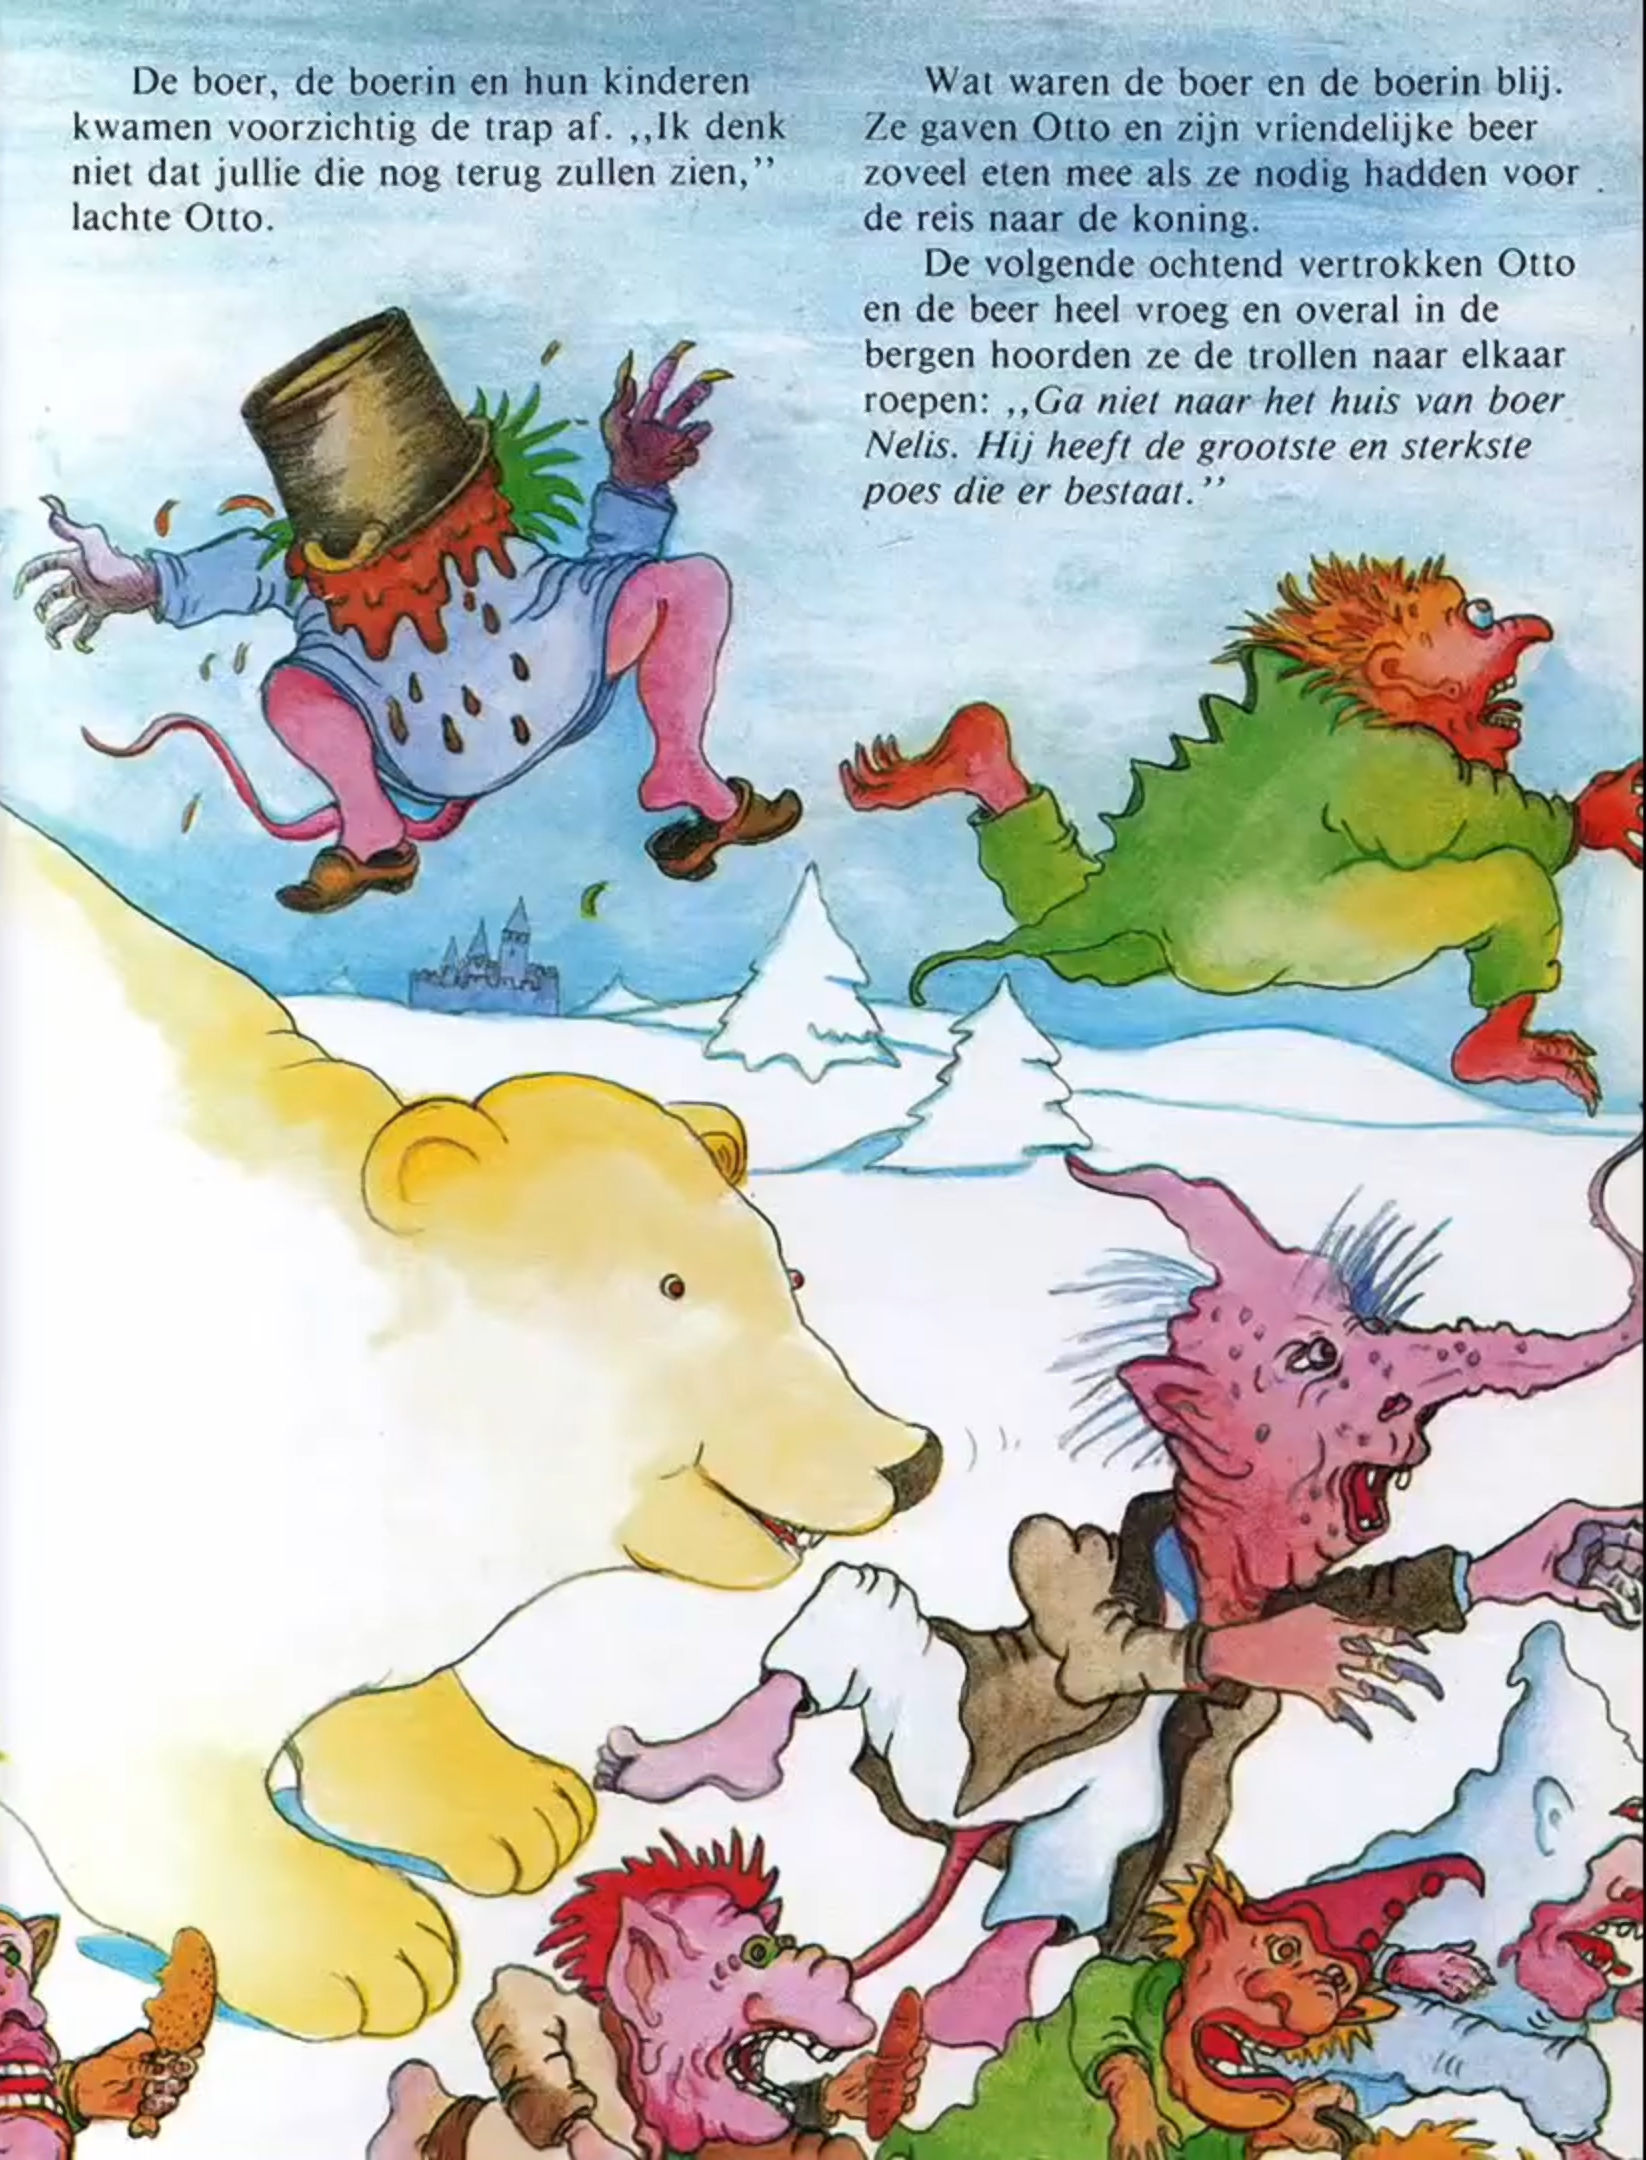 De boer, de boerin en hun kinderen
kwamen voorzichtig de trap af. ,,Ik denk
niet dat jullie die nog terug zullen zien,’’
lachte Otto.
Wat waren de boer en de boerin blij.
Ze gaven Otto en zijn vriendelijke beer
zoveel eten mee als ze nodig hadden voor
de reis naar de koning.
De volgende ochtend vertrokken Otto
en de beer heel vroeg en overal in de
bergen hoorden ze de trollen naar elkaar
roepen: ,,Ga niet naar het huis van boer
Nelis. Hij heeft de grootste en sterkste
poes die er bestaat.’’